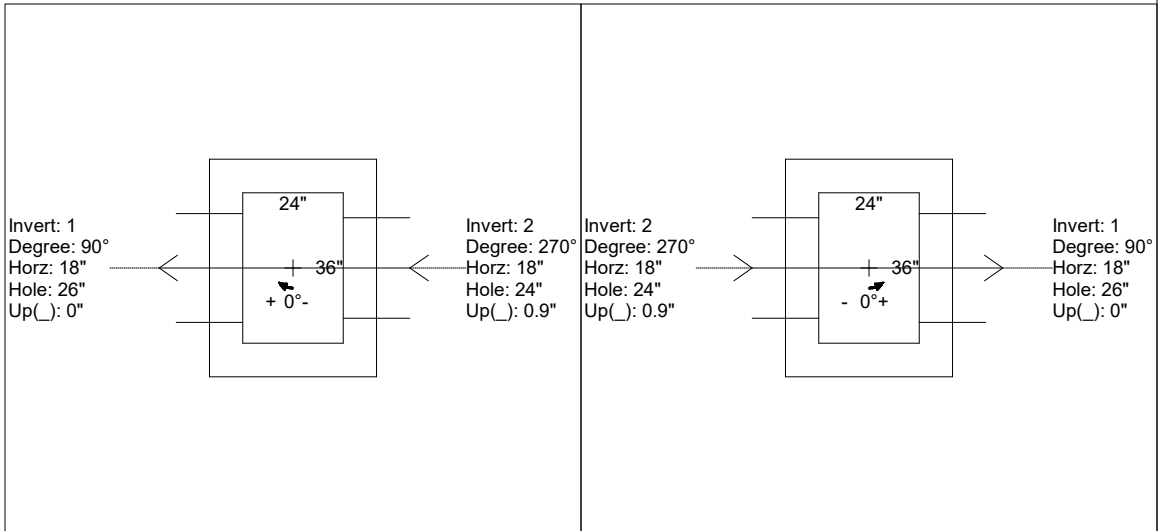 24"
Invert: 1
Degree: 90°
Horz: 18"
Hole: 26"
Up(_): 0"
36"
+ 0°-
Invert: 2
Degree: 270°
Horz: 18"
Hole: 24"
Up(_): 0.9"
Invert: 2
Degree: 270°
Horz: 18"
Hole: 24"
Up(_): 0.9"
24"
36"
- 0°+
Invert: 1
Degree: 90°
Horz: 18"
Hole: 26"
Up(_): 0"